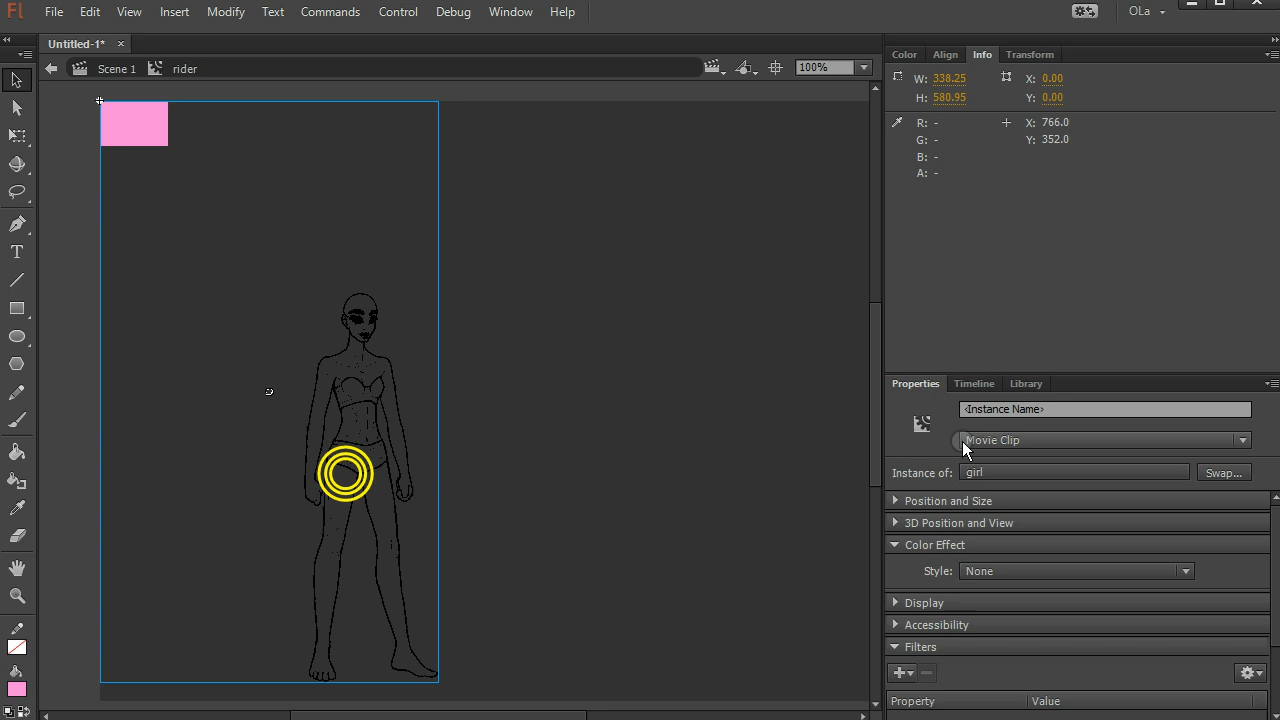 Fl File Edit View Insert Modify Text Commands Control Debug Window Help OLa
Untitled-1* ×
Scene 1 rider 100%
Color Align Info Transform
W: 338.25 X: 0.00
H: 580.95 Y: 0.00
R: - X: 766.0
G: - Y: 352.0
B: -
A: -
Properties Timeline Library
<Instance Name>
Movie Clip
Instance of: girl Swap...
Position and Size
3D Position and View
Color Effect
Style: None
Display
Accessibility
Filters
Property Value